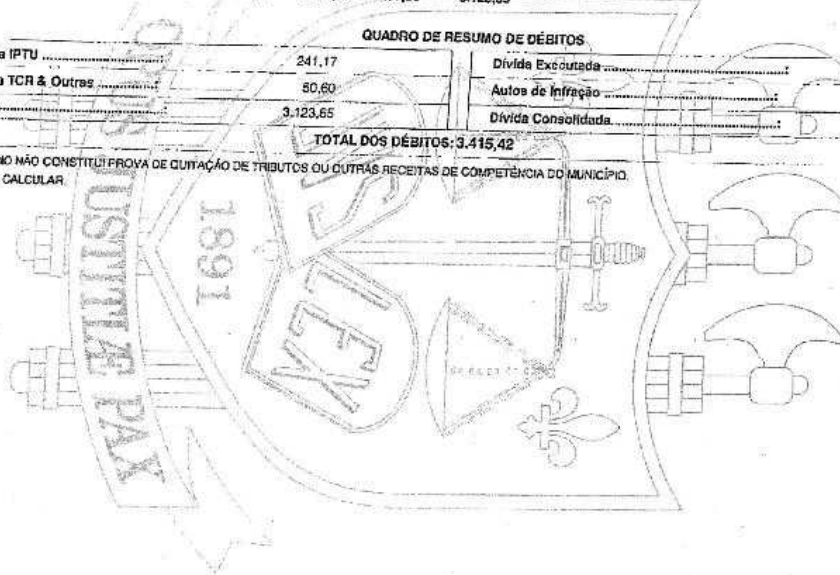 QUADRO DE RESUMO DE DÉBITOS
a IPTU 241,17 Dívida Executada :
a TCR & Outras : 50,60 Autos de Infração :
: 3.123,65 Dívida Consolidada :
TOTAL DOS DÉBITOS: 3.415,42
NÃO CONSTITUI PROVA DE QUITAÇÃO DE TRIBUTOS OU OUTRAS RECEITAS DE COMPETÊNCIA DO MUNICÍPIO.
CALCULAR.
JUSTITIÆ PAX
1891
LEX